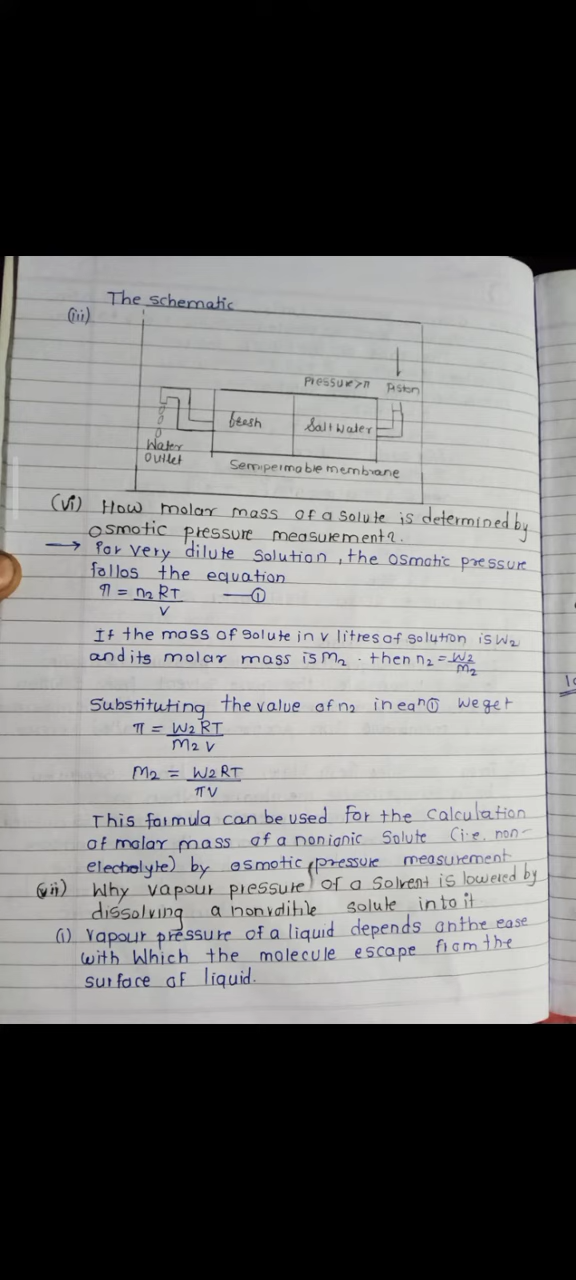 The schematic
(iii)
Pressure>π Piston
fresh
Salt water
Water
outlet
Semipermable membrane
(vi) How molar mass of a solute is determined by
osmotic pressure measurement?.
→ For very dilute solution, the osmotic pressure
follos the equation
π = n2 RT —①
V
If the mass of solute in v litres of solution is W2
and its molar mass is M2 . then n2 = W2
M2
Substituting the value of n2 in eqn① we get
π = W2 RT
M2 V
M2 = W2 RT
πV
This formula can be used for the calculation
of molar mass of a nonionic solute (i.e. non-
electrolyte) by osmotic pressure measurement
(vii) Why vapour pressure of a solvent is lowered by
dissolving a nonvolitile solute into it
(i) vapour pressure of a liquid depends on the ease
with which the molecule escape from the
surface of liquid.